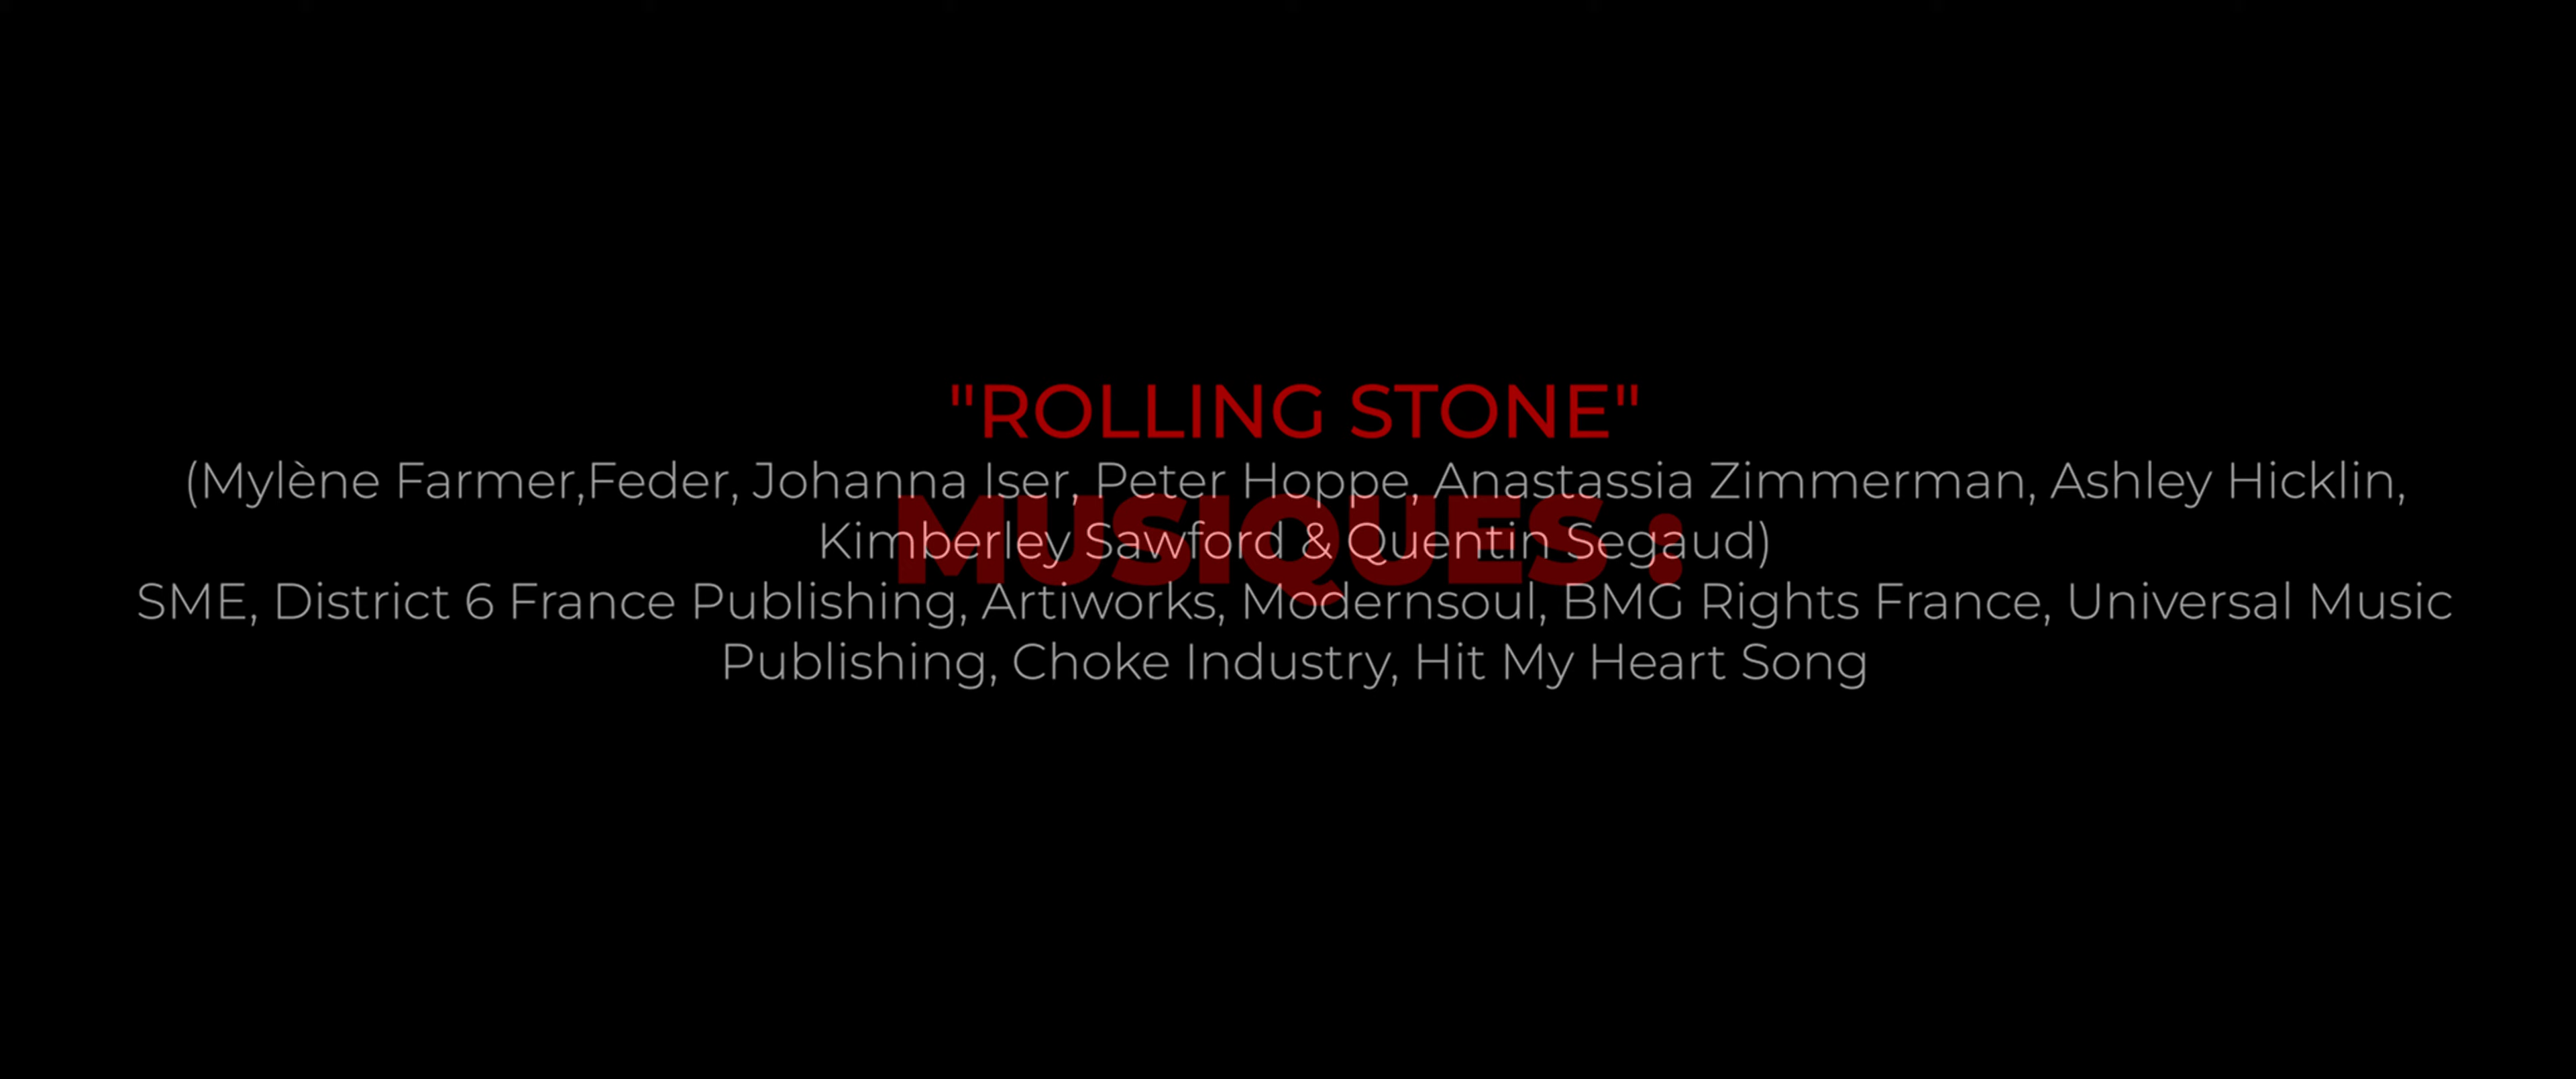 "ROLLING STONE"
(Mylène Farmer,Feder, Johanna Iser, Peter Hoppe, Anastassia Zimmerman, Ashley Hicklin,
MUSIQUES :
Kimberley Sawford & Quentin Segaud)
SME, District 6 France Publishing, Artiworks, Modernsoul, BMG Rights France, Universal Music
Publishing, Choke Industry, Hit My Heart Song